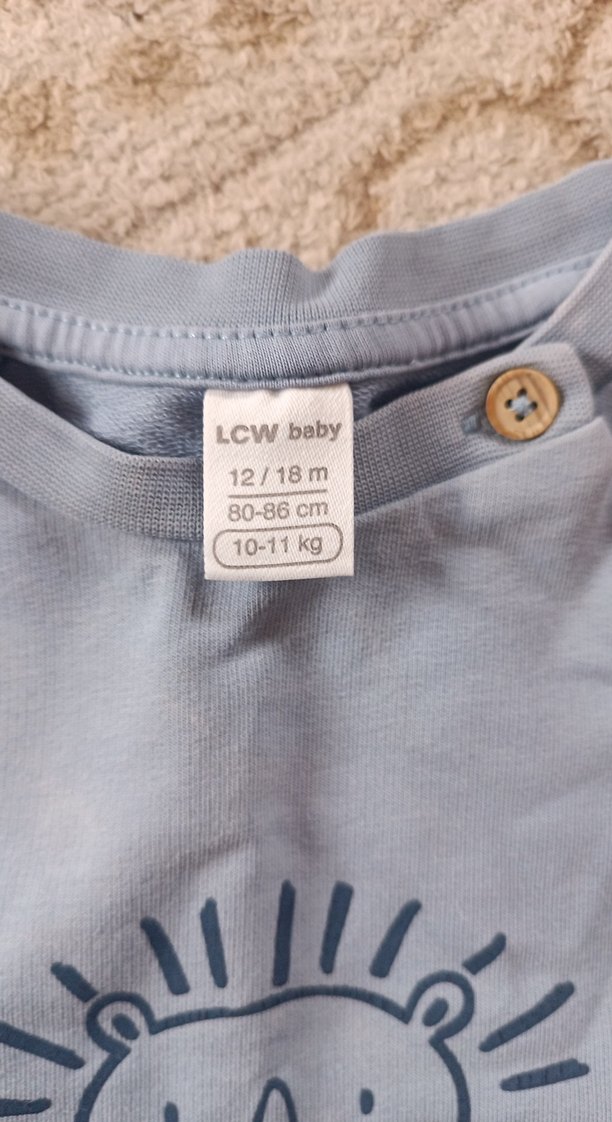 LCW baby
12 / 18 m
80-86 cm
10-11 kg